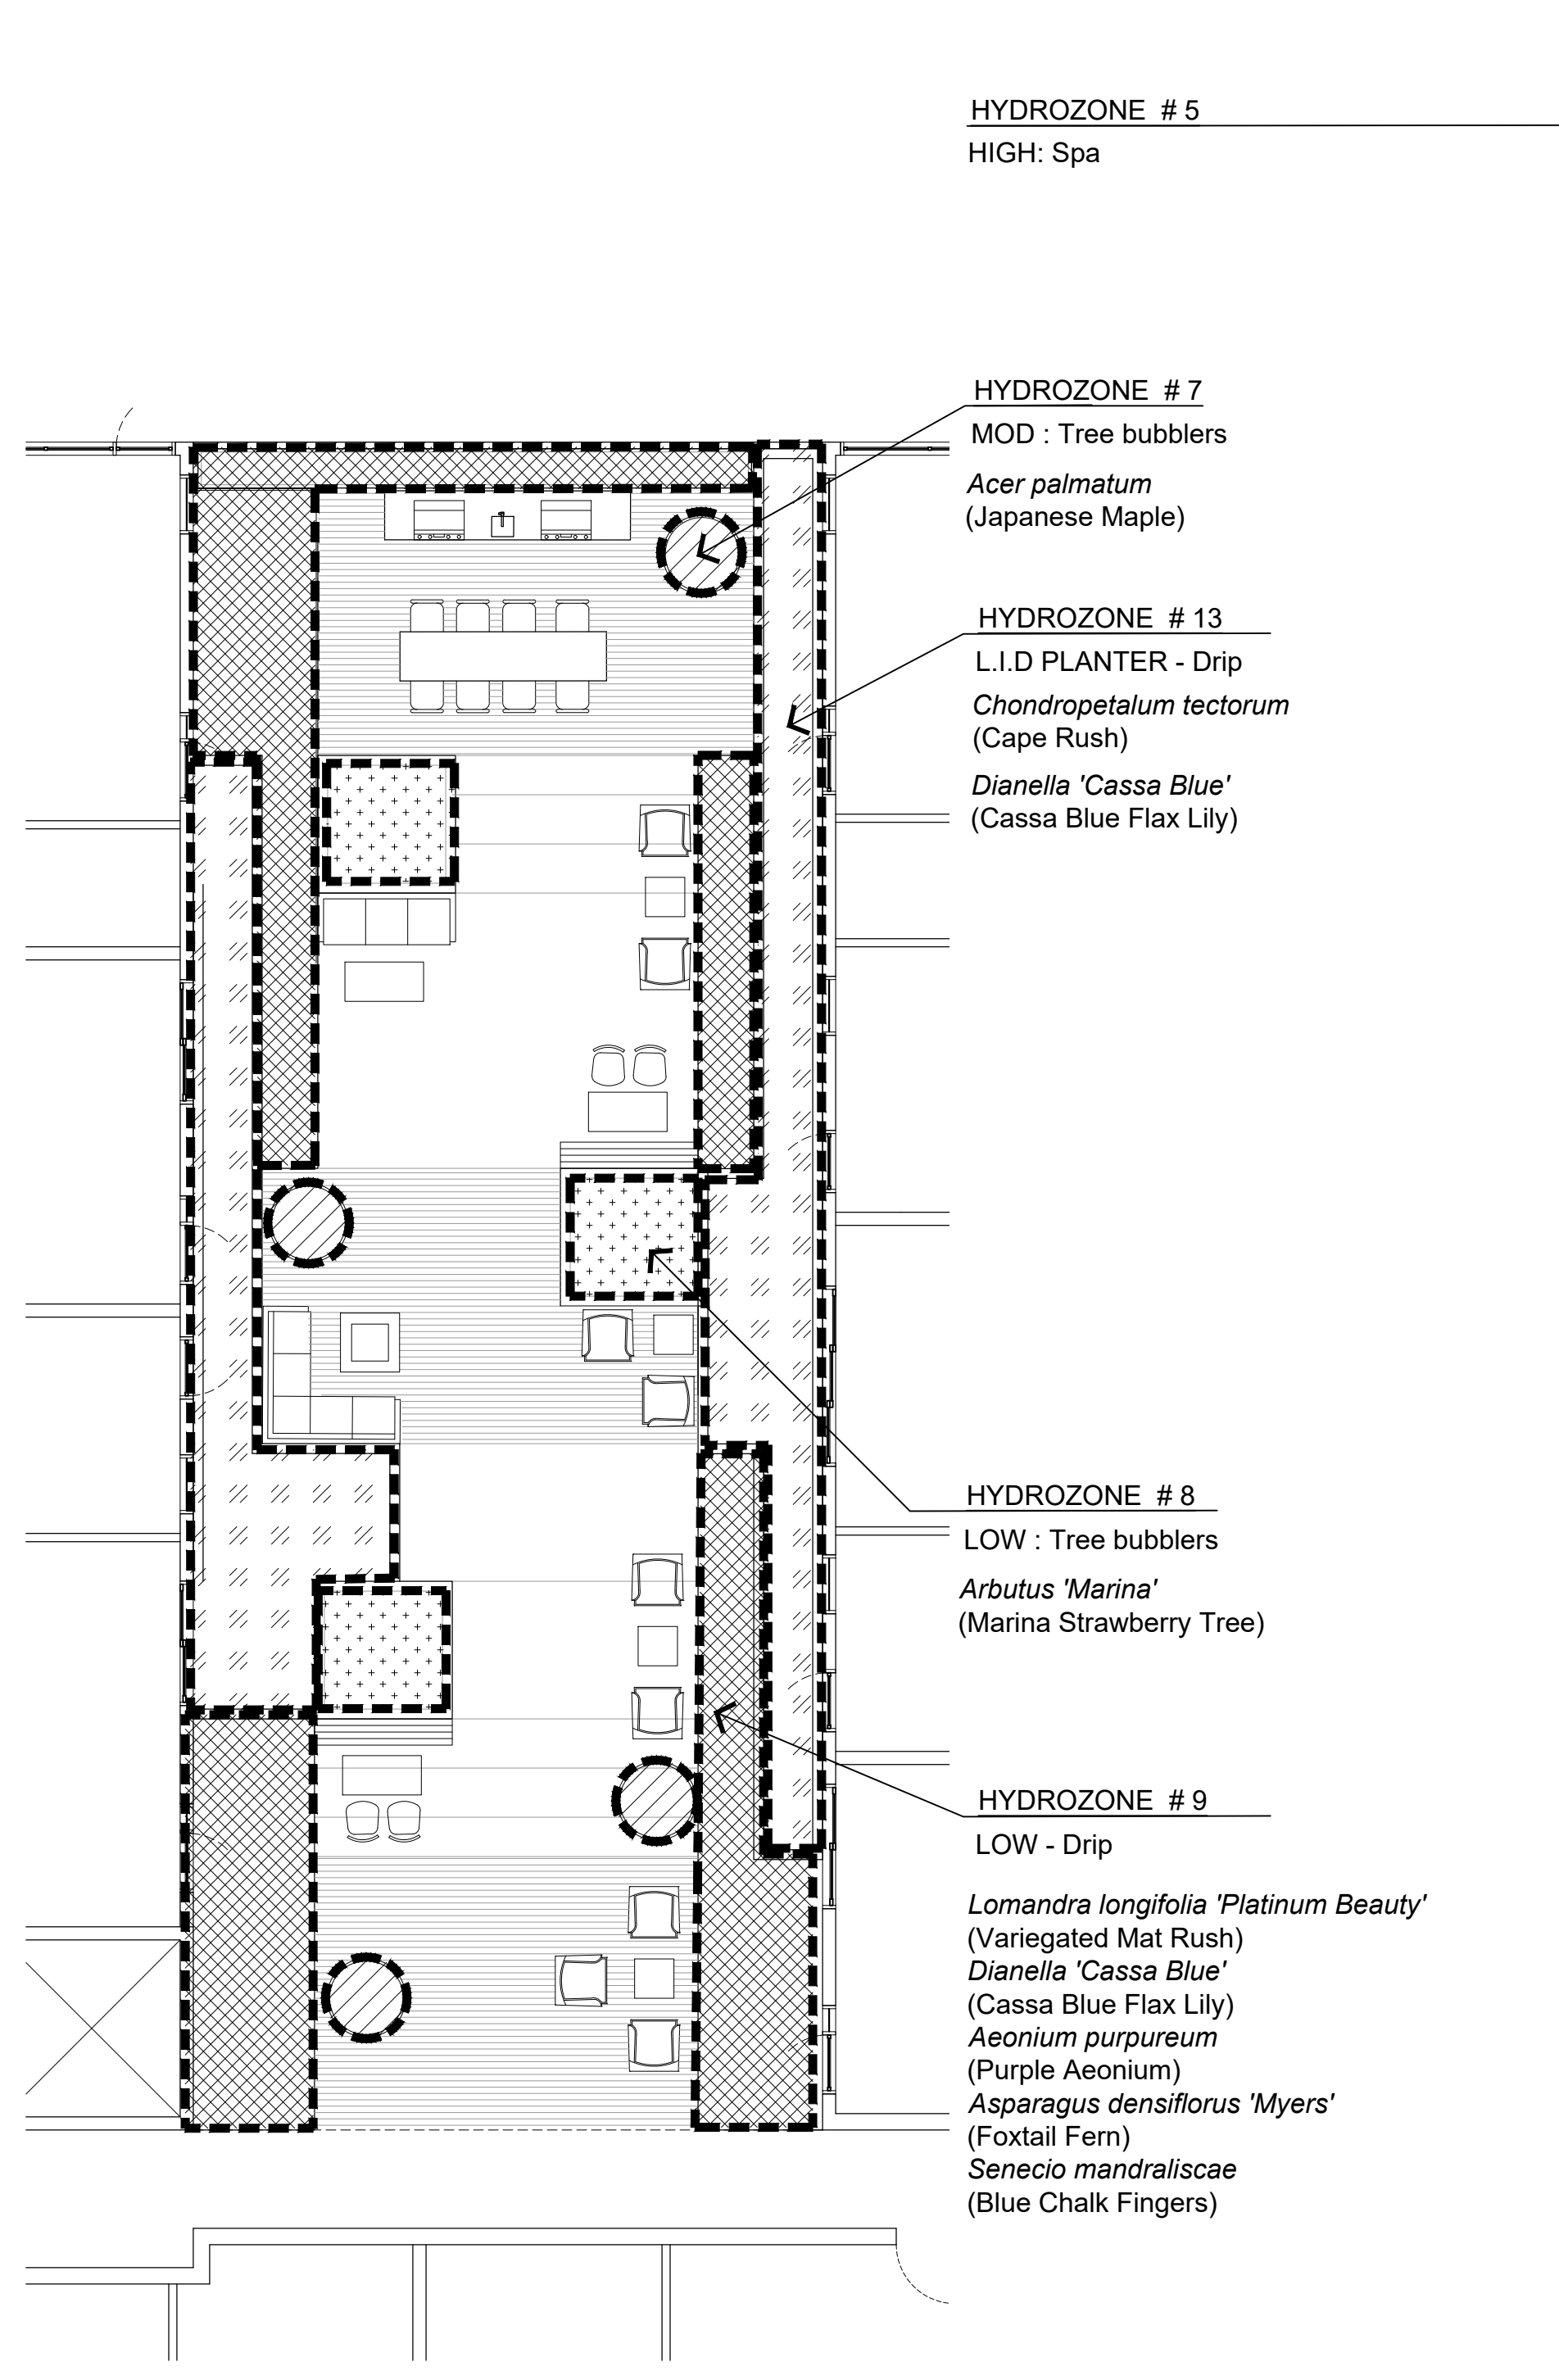 HYDROZONE # 5
HIGH: Spa
HYDROZONE # 7
MOD : Tree bubblers
Acer palmatum
(Japanese Maple)
HYDROZONE # 13
L.I.D PLANTER - Drip
Chondropetalum tectorum
(Cape Rush)
Dianella 'Cassa Blue'
(Cassa Blue Flax Lily)
HYDROZONE # 8
LOW : Tree bubblers
Arbutus 'Marina'
(Marina Strawberry Tree)
HYDROZONE # 9
LOW - Drip
Lomandra longifolia 'Platinum Beauty'
(Variegated Mat Rush)
Dianella 'Cassa Blue'
(Cassa Blue Flax Lily)
Aeonium purpureum
(Purple Aeonium)
Asparagus densiflorus 'Myers'
(Foxtail Fern)
Senecio mandraliscae
(Blue Chalk Fingers)